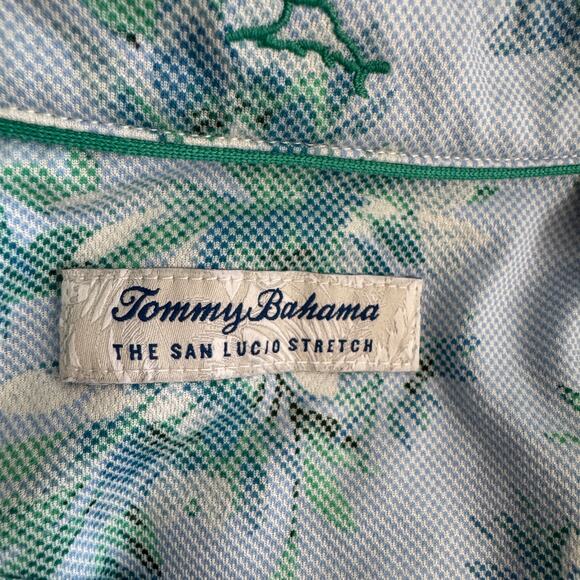 Tommy Bahama
THE SAN LUCIO STRETCH